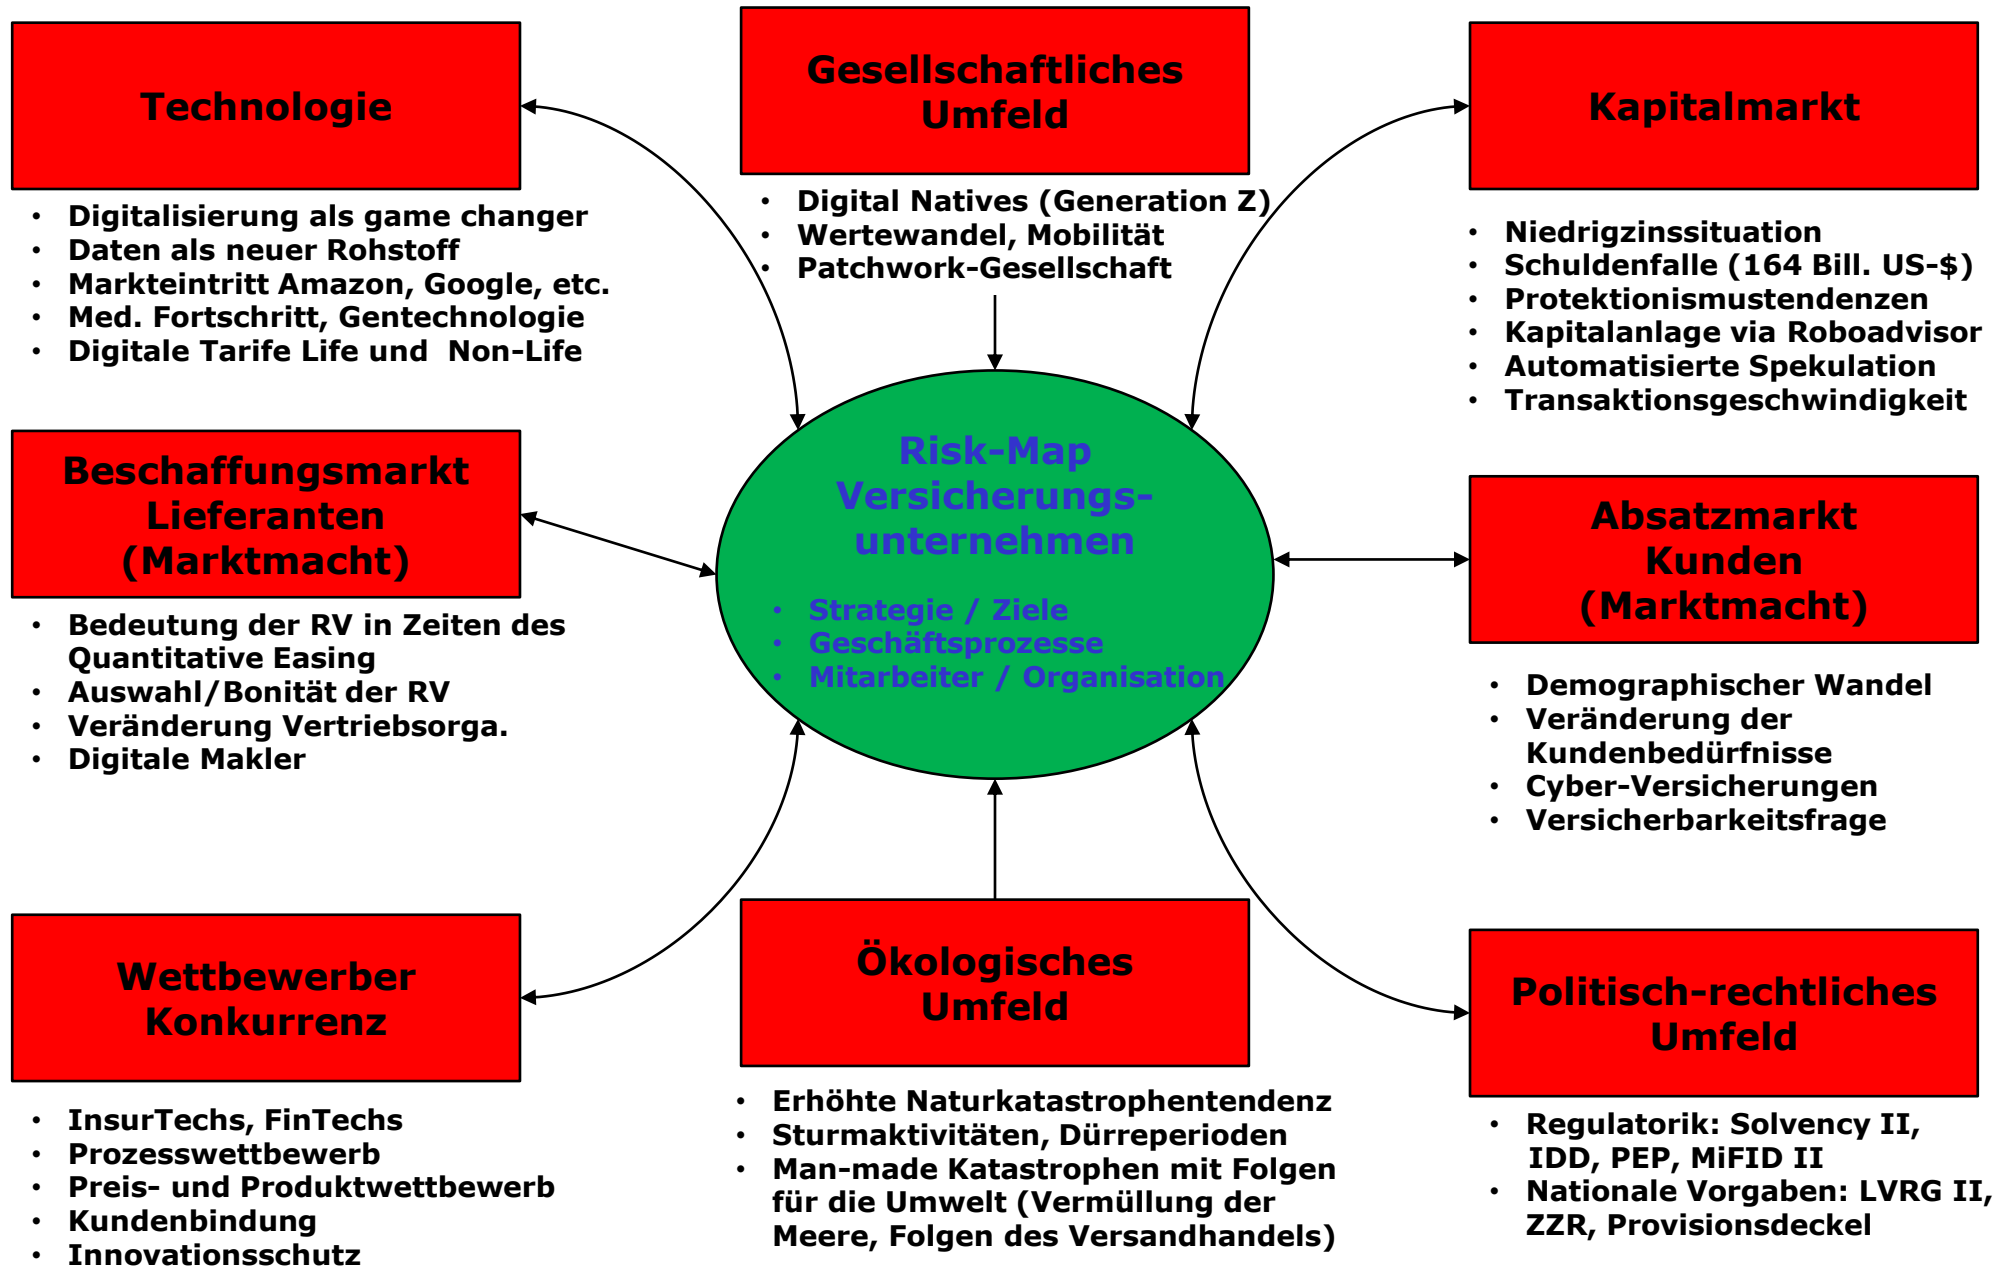 Technologie
• Digitalisierung als game changer
• Daten als neuer Rohstoff
• Markteintritt Amazon, Google, etc.
• Med. Fortschritt, Gentechnologie
• Digitale Tarife Life und Non-Life
Gesellschaftliches
Umfeld
• Digital Natives (Generation Z)
• Wertewandel, Mobilität
• Patchwork-Gesellschaft
Kapitalmarkt
• Niedrigzinssituation
• Schuldenfalle (164 Bill. US-$)
• Protektionismustendenzen
• Kapitalanlage via Roboadvisor
• Automatisierte Spekulation
• Transaktionsgeschwindigkeit
Beschaffungsmarkt
Lieferanten
(Marktmacht)
• Bedeutung der RV in Zeiten des
Quantitative Easing
• Auswahl/Bonität der RV
• Veränderung Vertriebsorga.
• Digitale Makler
Risk-Map
Versicherungs-
unternehmen
• Strategie / Ziele
• Geschäftsprozesse
• Mitarbeiter / Organisation
Absatzmarkt
Kunden
(Marktmacht)
• Demographischer Wandel
• Veränderung der
Kundenbedürfnisse
• Cyber-Versicherungen
• Versicherbarkeitsfrage
Wettbewerber
Konkurrenz
• InsurTechs, FinTechs
• Prozesswettbewerb
• Preis- und Produktwettbewerb
• Kundenbindung
• Innovationsschutz
Ökologisches
Umfeld
• Erhöhte Naturkatastrophentendenz
• Sturmaktivitäten, Dürreperioden
• Man-made Katastrophen mit Folgen
für die Umwelt (Vermüllung der
Meere, Folgen des Versandhandels)
Politisch-rechtliches
Umfeld
• Regulatorik: Solvency II,
IDD, PEP, MiFID II
• Nationale Vorgaben: LVRG II,
ZZR, Provisionsdeckel